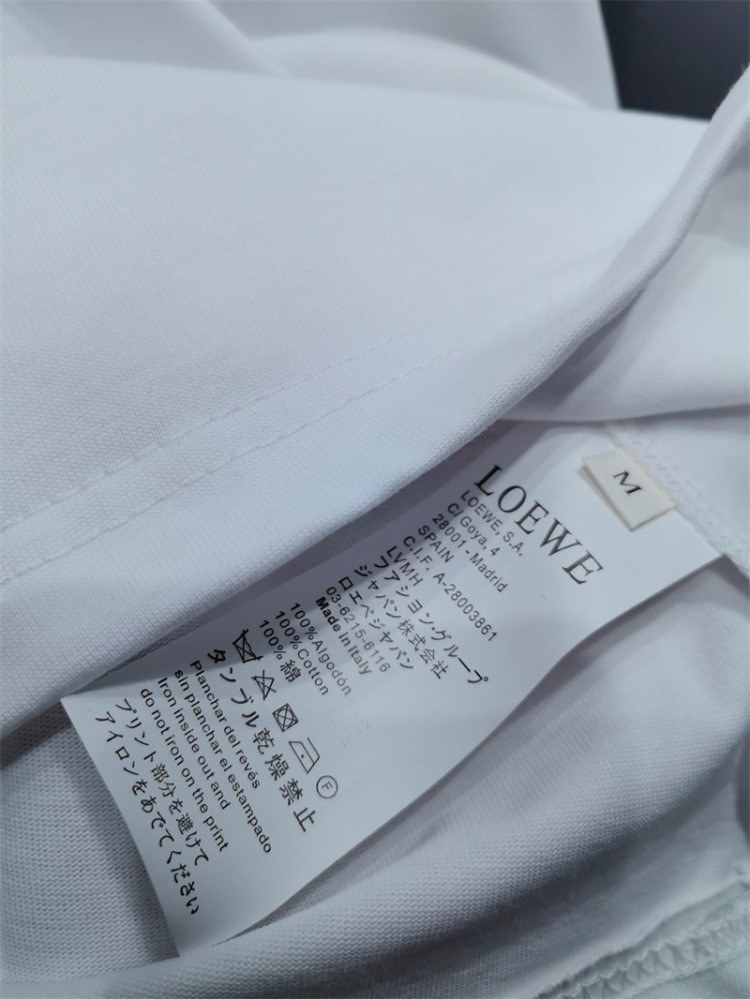 M
LOEWE
LOEWE, S.A.
C/ Goya, 4
28001 - Madrid
SPAIN
C.I.F. A-28003861
LVMH
ファションングループ
ジャパン株式会社
ロエベジャパン
03-6215-6116
Made in Italy
100% Algodón
100% Cotton
100% 綿
F
タンブル乾燥禁止
Planchar del revés
sin planchar el estampado
Iron inside out and
do not iron on the print
プリント部分を避けて
アイロンをあててください